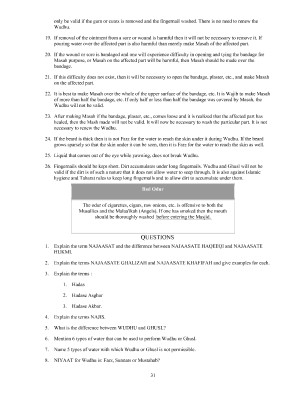 only be valid if the gum or costs is removed and the fingernail washed. There is no need to renew the
Wudhu.
19. If removal of the ointment from a sore or wound is harmful then it will not be necessary to remove it. If
pouring water over the affected part is also harmful then merely make Masah of the affected part.
20. If the wound or sore is bandaged and one will experience difficulty in opening and tying the bandage for
Masah purpose, or Masah on the affected part will be harmful, then Masah should be made over the
bandage.
21. If this difficulty does not exist, then it will be necessary to open the bandage, plaster, etc., and make Masah
on the affected part.
22. It is best to make Masah over the whole of the upper surface of the bandage, etc. It is Wajib to make Masah
of more than half the bandage, etc. If only half or less than half the bandage was covered by Masah, the
Wudhu will not be valid.
23. After making Masah if the bandage, plaster, etc., comes loose and it is realized that the affected part has
healed, then the Mash made will not be valid. It will now be necessary to wash the particular part. It is not
necessary to renew the Wudhu.
24. If the beard is thick then it is not Farz for the water to reach the skin under it during Wudhu. If the beard
grows sparsely so that the skin under it can be seen, then it is Farz for the water to reach the skin as well.
25. Liquid that comes out of the eye while yawning, does not break Wudhu.
26. Fingernails should be kept short. Dirt accumulates under long fingernails. Wudhu and Ghusl will not be
valid if the dirt is of such a nature that it does not allow water to seep through. It is also against Islamic
hygiene and Taharat rules to keep long fingernails and to allow dirt to accumulate under them.
Bad Odor
The odor of cigarettes, cigars, raw onions, etc. is offensive to both the
Musallies and the Malaa'ikah (Angels). If one has smoked then the mouth
should be thoroughly washed before entering the Masjid.
QUESTIONS
1. Explain the term NAJAASAT and the difference between NAJAASATE HAQEEQI and NAJAASATE
HUKMI.
2. Explain the terms NAJAASATE GHALIZAH and NAJAASATE KHAFIFAH and give examples for each.
3. Explain the terms :
1. Hadas
2. Hadase Asghar
3. Hadase Akbar.
4. Explain the terms NAJIS.
5. What is the difference between WUDHU and GHUSL?
6. Mention 6 types of water that can be used to perform Wudhu or Ghusl.
7. Name 5 types of water with which Wudhu or Ghusl is not permissible.
8. NIYAAT for Wudhu is: Farz, Sunnats or Mustahab?
31